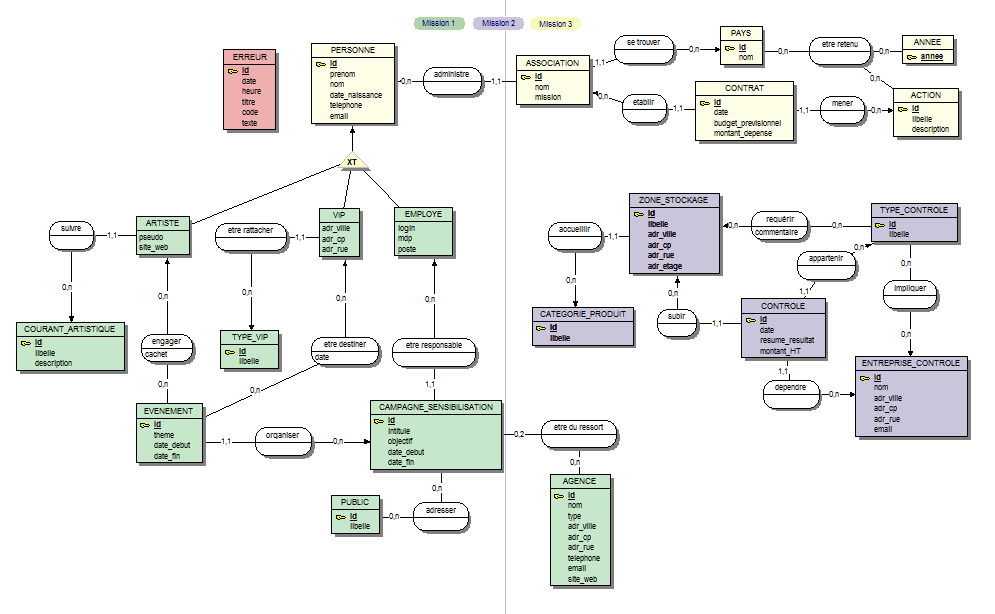 Mission 1
Mission 2
Mission 3
ERREUR
id
date
heure
titre
code
texte
PERSONNE
id
prenom
nom
date_naissance
telephone
email
0,n
administre
1,1
ASSOCIATION
id
nom
mission
1,1
se trouver
0,n
PAYS
id
nom
0,n
etre retenu
0,n
ANNEE
annee
0,n
0,n
etablir
1,1
CONTRAT
id
date
budget_previsionnel
montant_depense
1,1
mener
0,n
ACTION
id
libelle
description
XT
suivre
1,1
ARTISTE
pseudo
site_web
etre rattacher
1,1
VIP
adr_ville
adr_cp
adr_rue
EMPLOYE
login
mdp
poste
0,n
0,n
0,n
0,n
0,n
COURANT_ARTISTIQUE
id
libelle
description
engager
cachet
0,n
TYPE_VIP
id
libelle
etre destiner
date
0,n
etre responsable
1,1
EVENEMENT
id
theme
date_debut
date_fin
1,1
organiser
0,n
CAMPAGNE_SENSIBILISATION
id
intitule
objectif
date_debut
date_fin
0,2
etre du ressort
0,n
0,n
PUBLIC
id
libelle
0,n
adresser
AGENCE
id
nom
type
adr_ville
adr_cp
adr_rue
telephone
email
site_web
accueillir
1,1
ZONE_STOCKAGE
id
libelle
adr_ville
adr_cp
adr_rue
adr_etage
0,n
requérir
commentaire
0,n
TYPE_CONTROLE
id
libelle
0,n
appartenir
0,n
1,1
0,n
impliquer
0,n
0,n
CATEGORIE_PRODUIT
id
libelle
subir
1,1
CONTROLE
id
date
resume_resultat
montant_HT
1,1
dependre
0,n
ENTREPRISE_CONTROLE
id
nom
adr_ville
adr_cp
adr_rue
email